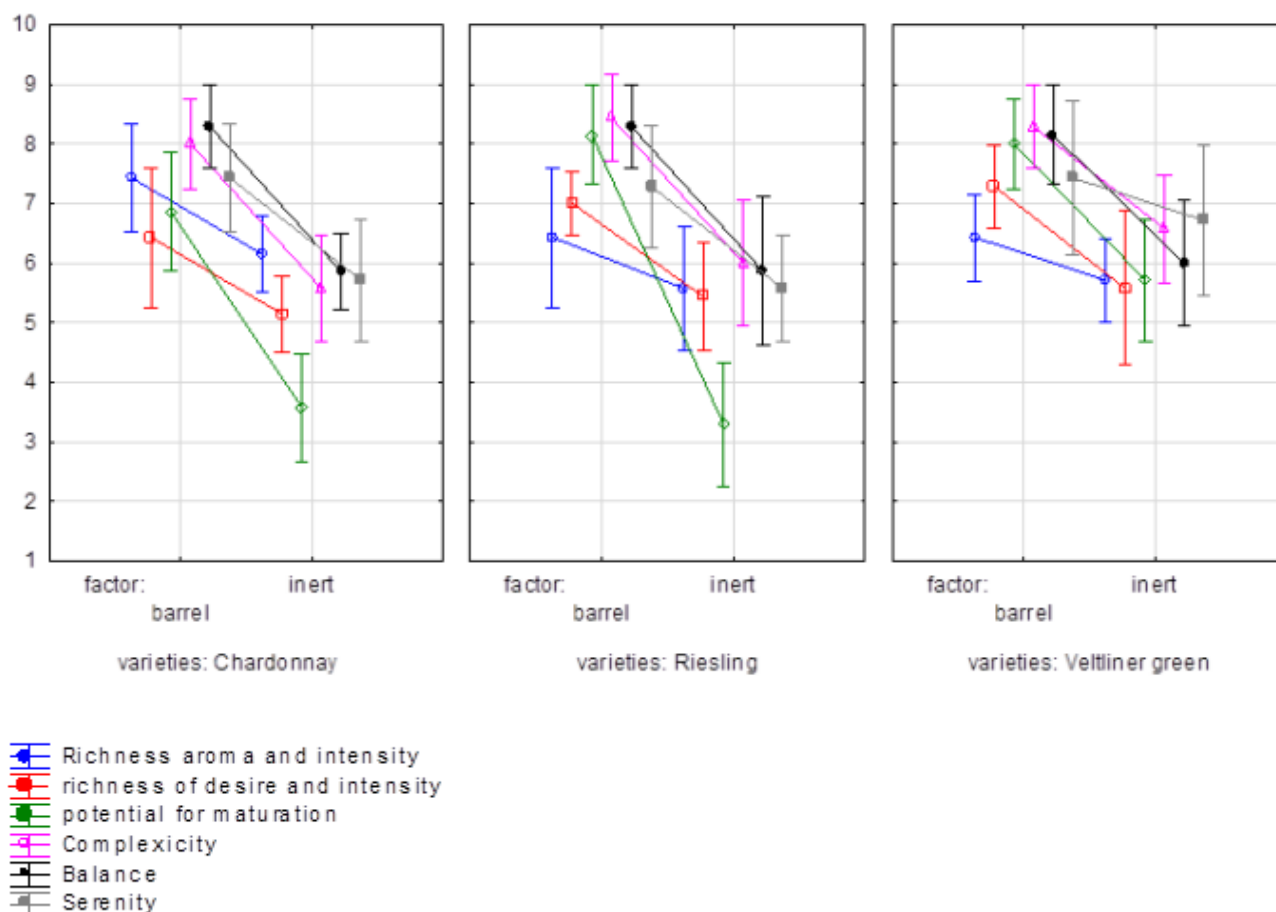 10
9
8
7
6
5
4
3
2
1
factor: inert
barrel
varieties: Chardonnay
factor: inert
barrel
varieties: Riesling
factor: inert
barrel
varieties: Veltliner green
Richness aroma and intensity
richness of desire and intensity
potential for maturation
Complexicity
Balance
Serenity